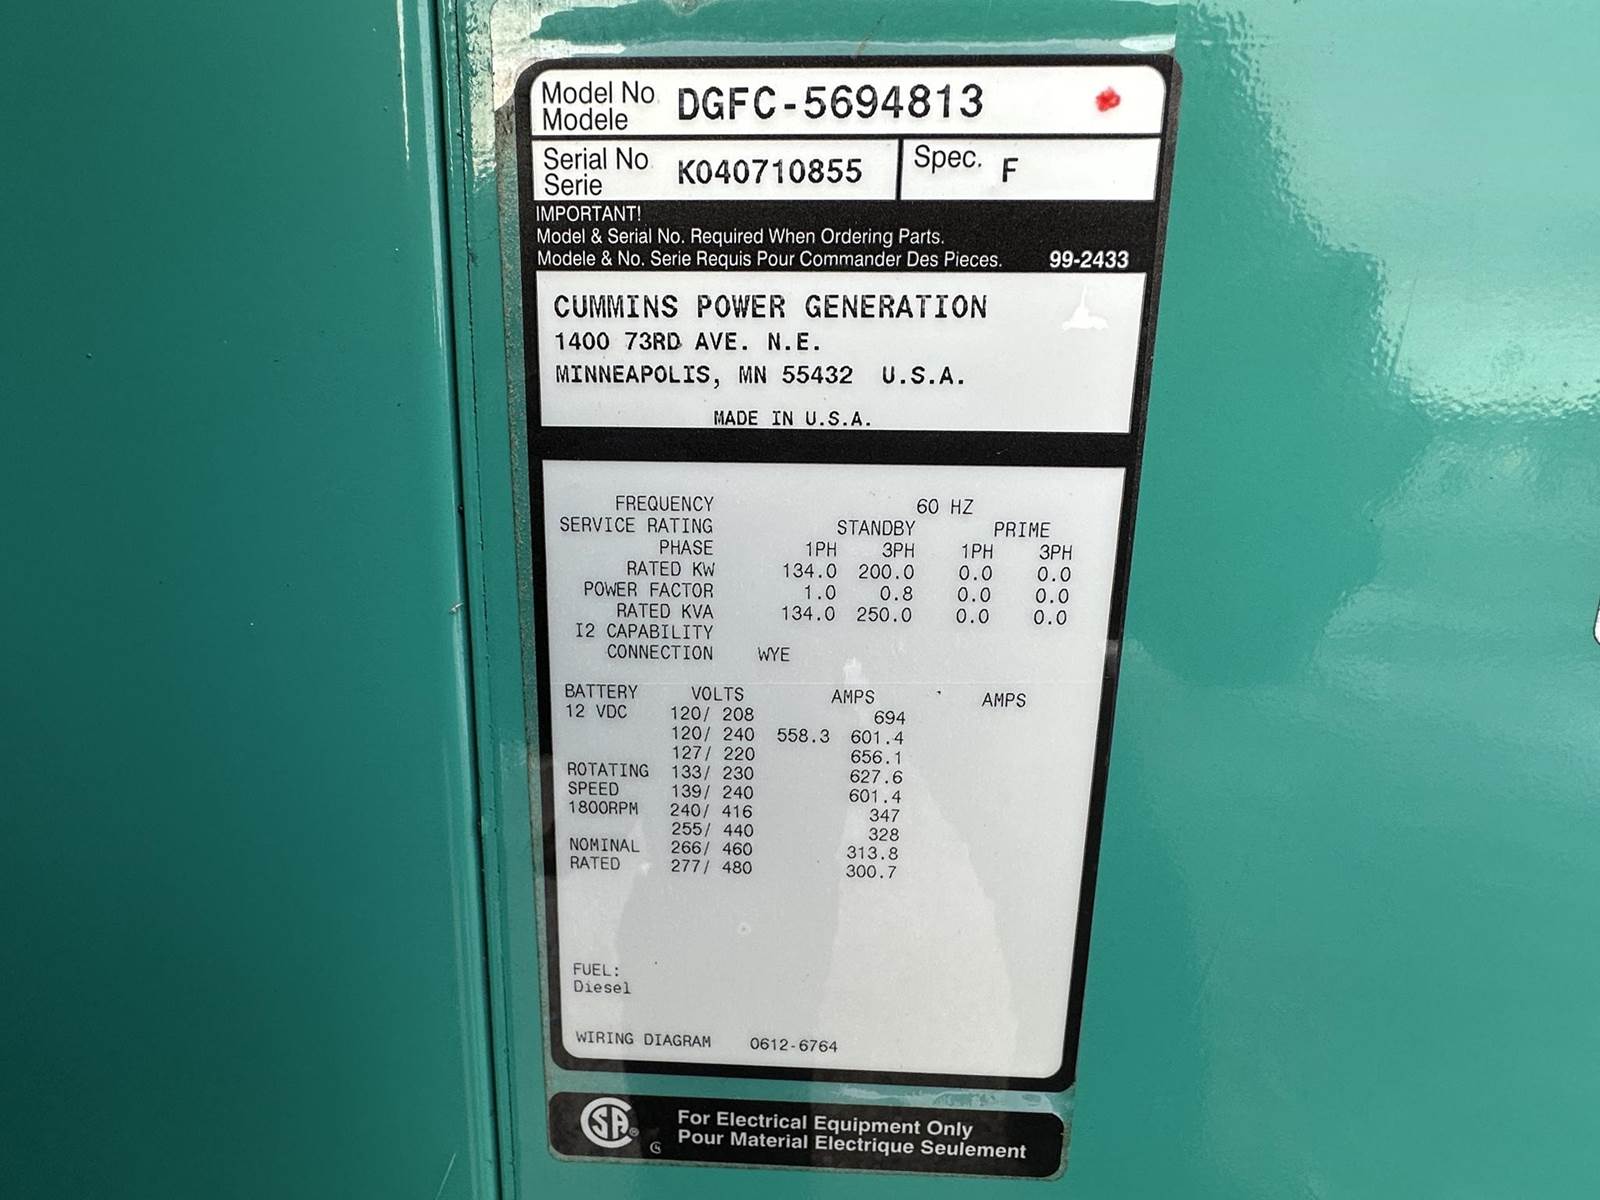 Model No. DGFC-5694813
Modele
Serial No. K040710855 Spec. F
Serie
IMPORTANT!
Model & Serial No. Required When Ordering Parts.
Modele & No. Serie Requis Pour Commander Des Pieces. 99-2433
CUMMINS POWER GENERATION
1400 73RD AVE. N.E.
MINNEAPOLIS, MN 55432 U.S.A.
MADE IN U.S.A.
FREQUENCY 60 HZ
SERVICE RATING STANDBY PRIME
PHASE 1PH 3PH 1PH 3PH
RATED KW 134.0 200.0 0.0 0.0
POWER FACTOR 1.0 0.8 0.0 0.0
RATED KVA 134.0 250.0 0.0 0.0
I2 CAPABILITY
CONNECTION WYE
BATTERY VOLTS AMPS AMPS
12 VDC 120/ 208 694
120/ 240 558.3 601.4
127/ 220 656.1
ROTATING 133/ 230 627.6
SPEED 139/ 240 601.4
1800RPM 240/ 416 347
255/ 440 328
NOMINAL 266/ 460 313.8
RATED 277/ 480 300.7
FUEL:
Diesel
WIRING DIAGRAM 0612-6764
SA® For Electrical Equipment Only
Pour Material Electrique Seulement